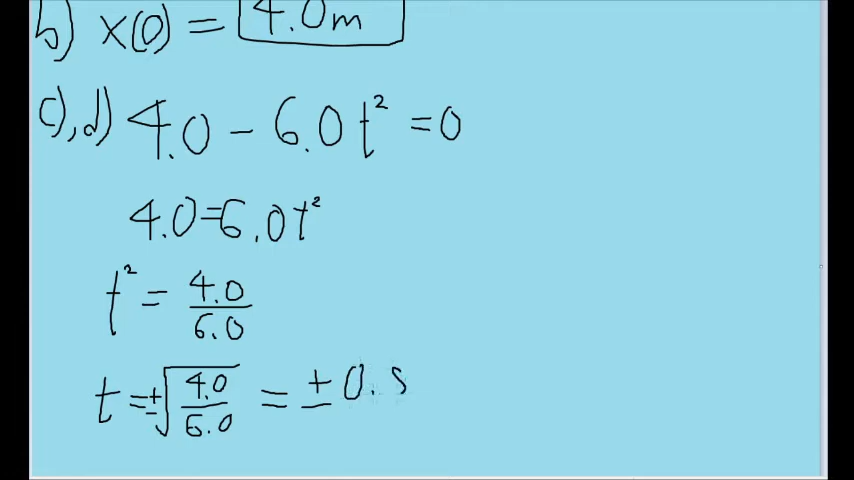 b) x(0) = 4.0m
c),d) 4.0 - 6.0t² = 0
4.0=6.0t²
t² = 4.0/6.0
t = ±√(4.0/6.0) = ± 0.